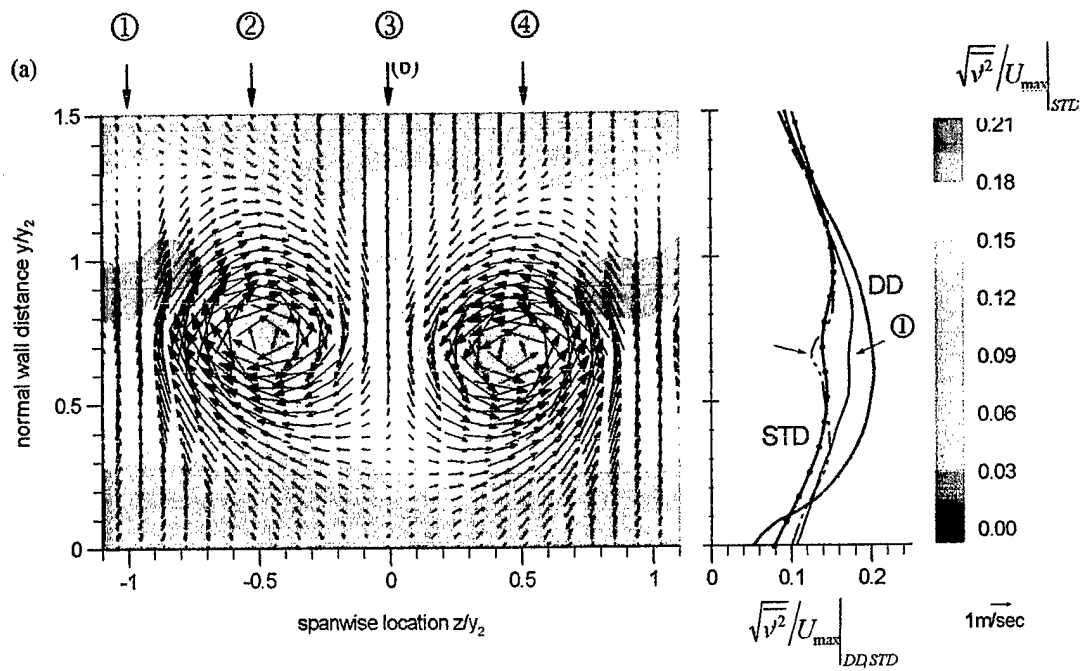 ① ② ③ ④
(a) (b)
√v²/U_max|STD
1.5
1
0.5
0
normal wall distance y/y₂
-1 -0.5 0 0.5 1
spanwise location z/y₂
DD
①
STD
0 0.1 0.2
√v²/U_max|DD,STD
0.21
0.18
0.15
0.12
0.09
0.06
0.03
0.00
1m/sec